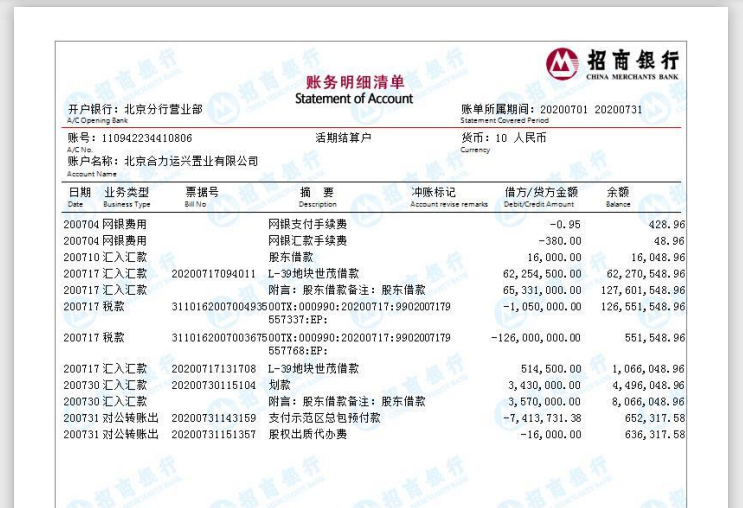 招商银行
CHINA MERCHANTS BANK
账务明细清单
Statement of Account
开户银行：北京分行营业部 账单所属期间：20200701 20200731
A/C Opening Bank Statement Covered Period
账号：110942234410806 活期结算户 货币：10 人民币
A/C No. Currency
账户名称：北京合力运兴置业有限公司
Account Name
日期 业务类型 票据号 摘 要 冲账标记 借方/贷方金额 余额
Date Business Type Bill No Description Account revise remarks Debit/Credit Amount Balance
200704 网银费用 网银支付手续费 -0.95 428.96
200704 网银费用 网银汇款手续费 -380.00 48.96
200710 汇入汇款 股东借款 16,000.00 16,048.96
200717 汇入汇款 20200717094011 L-39地块世茂借款 62,254,500.00 62,270,548.96
200717 汇入汇款 附言：股东借款备注：股东借款 65,331,000.00 127,601,548.96
200717 税款 311016200700493500TX:000990:20200717:9902007179 -1,050,000.00 126,551,548.96
557337:EP:
200717 税款 311016200700367500TX:000990:20200717:9902007179 -126,000,000.00 551,548.96
557768:EP:
200717 汇入汇款 20200717131708 L-39地块世茂借款 514,500.00 1,066,048.96
200730 汇入汇款 20200730115104 划款 3,430,000.00 4,496,048.96
200730 汇入汇款 附言：股东借款备注：股东借款 3,570,000.00 8,066,048.96
200731 对公转账出 20200731143159 支付示范区总包预付款 -7,413,731.38 652,317.58
200731 对公转账出 20200731151357 股权出质代办费 -16,000.00 636,317.58